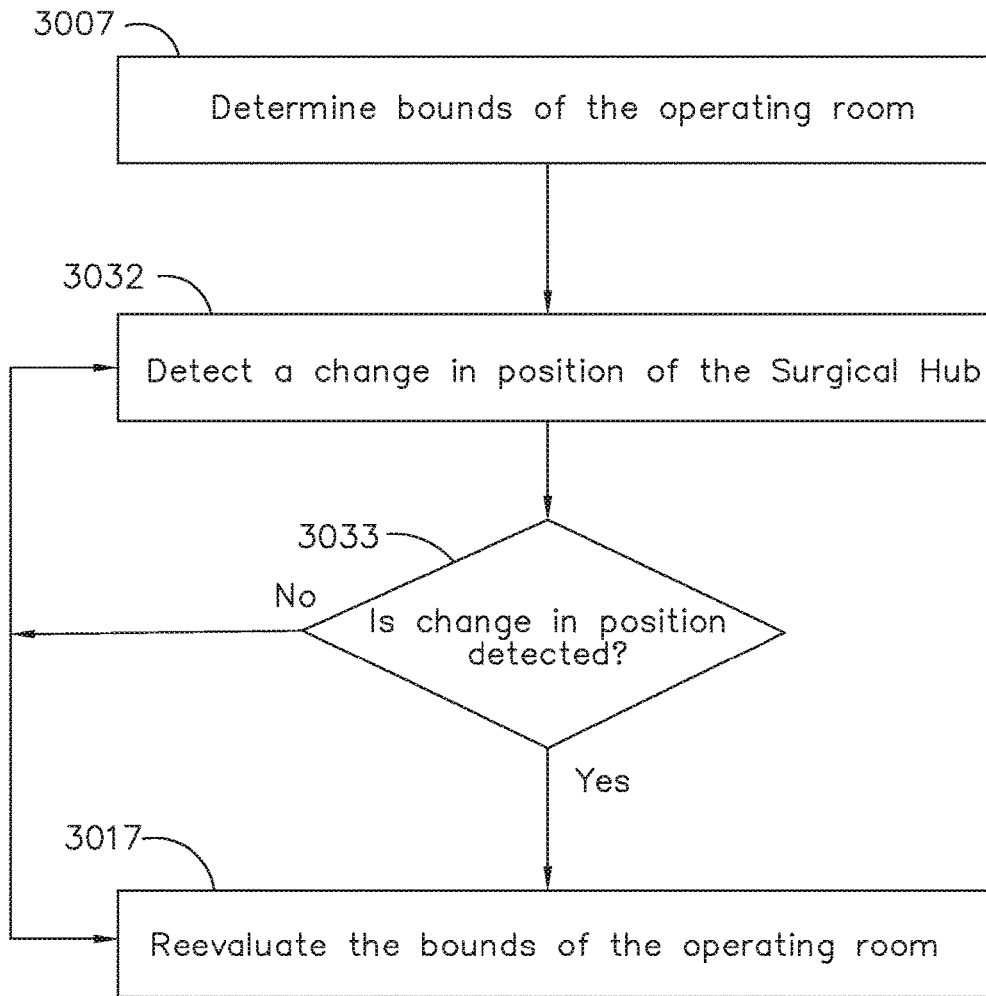 3007
Determine bounds of the operating room
3032
Detect a change in position of the Surgical Hub
3033
No
Is change in position
detected?
Yes
3017
Reevaluate the bounds of the operating room